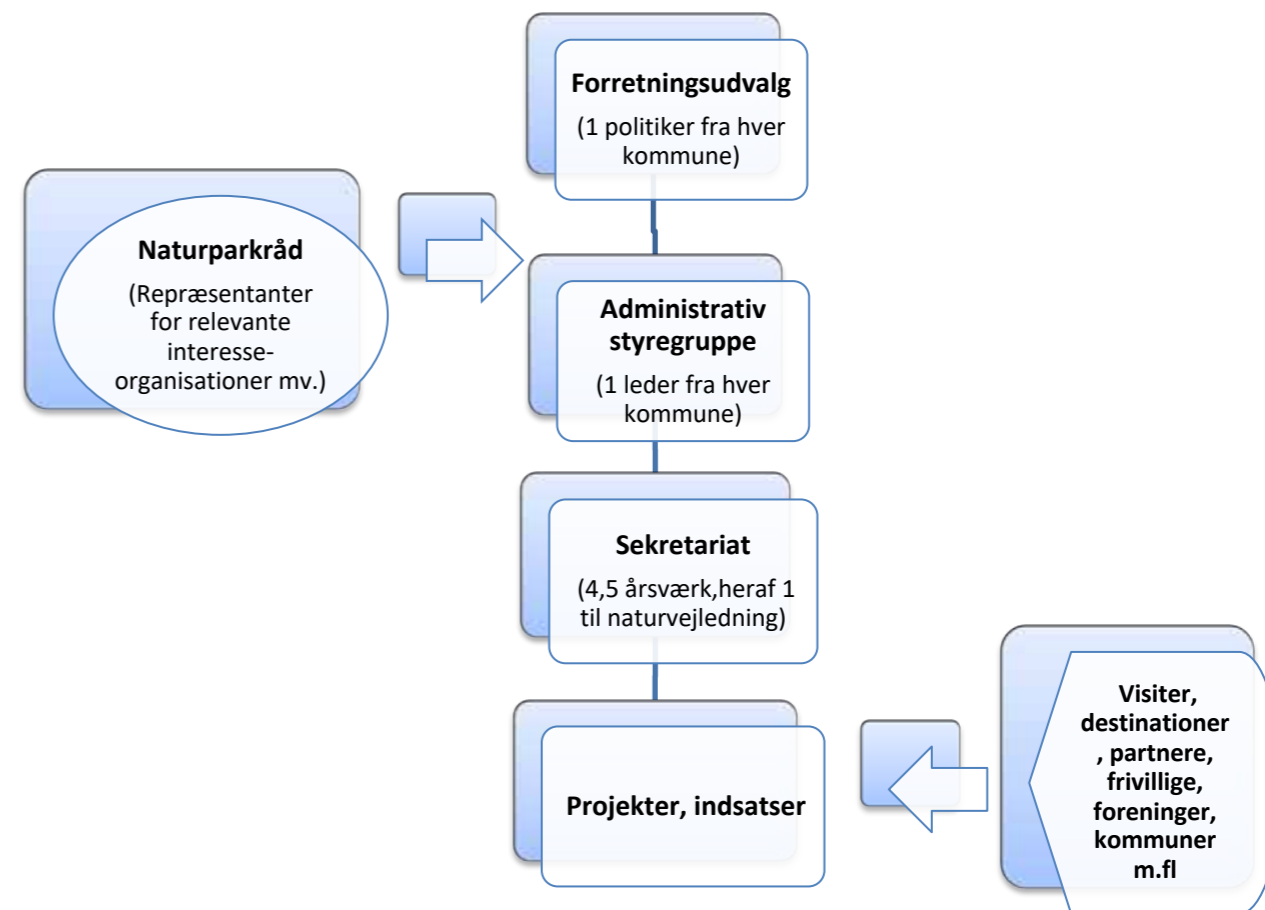 Forretningsudvalg
(1 politiker fra hver
kommune)
Naturparkråd
(Repræsentanter
for relevante
interesse-
organisationer mv.)
Administrativ
styregruppe
(1 leder fra hver
kommune)
Sekretariat
(4,5 årsværk,heraf 1
til naturvejledning)
Projekter, indsatser
Visiter,
destinationer
, partnere,
frivillige,
foreninger,
kommuner
m.fl